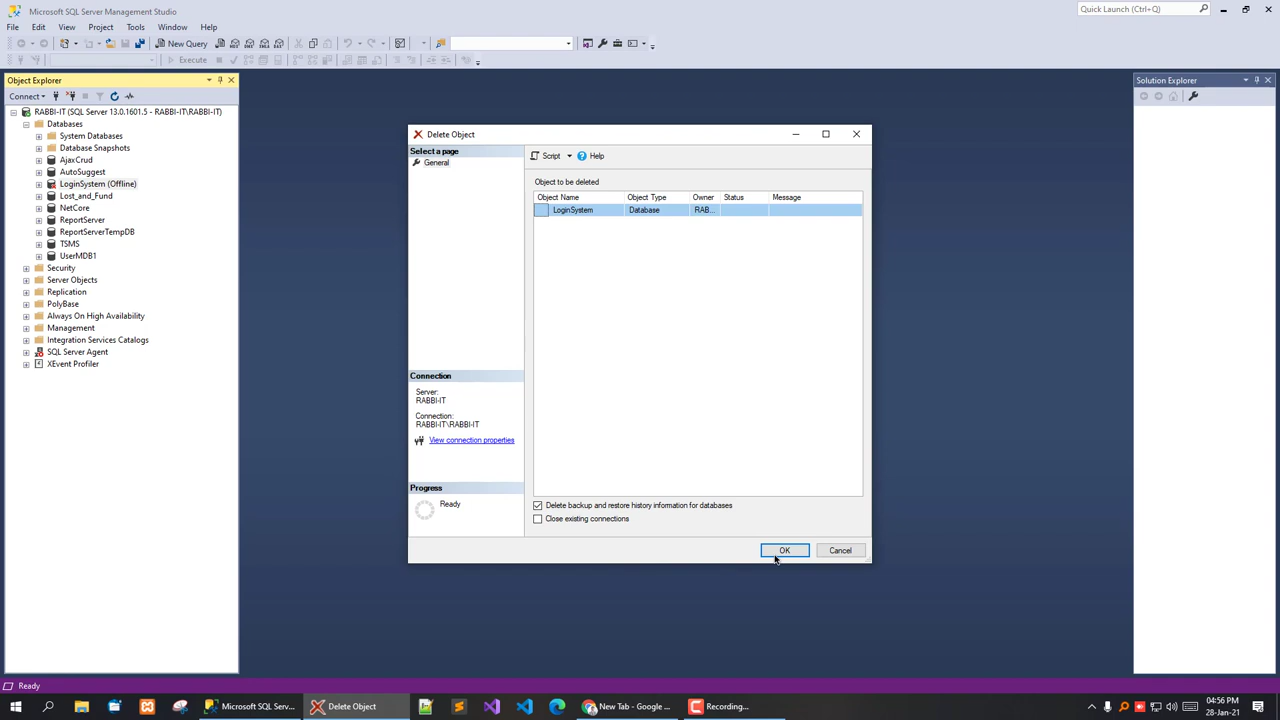 Microsoft SQL Server Management Studio
Quick Launch (Ctrl+Q)
File Edit View Project Tools Window Help
New Query
Execute
Object Explorer
Solution Explorer
Connect
RABBI-IT (SQL Server 13.0.1601.5 - RABBI-IT\RABBI-IT)
Databases
System Databases
Database Snapshots
AjaxCrud
AutoSuggest
LoginSystem (Offline)
Lost_and_Fund
NetCore
ReportServer
ReportServerTempDB
TSMS
UserMDB1
Security
Server Objects
Replication
PolyBase
Always On High Availability
Management
Integration Services Catalogs
SQL Server Agent
XEvent Profiler
Delete Object
Select a page
General
Script Help
Object to be deleted
Object Name Object Type Owner Status Message
LoginSystem Database RAB...
Connection
Server:
RABBI-IT
Connection:
RABBI-IT\RABBI-IT
View connection properties
Progress
Ready
Delete backup and restore history information for databases
Close existing connections
OK Cancel
Ready
Microsoft SQL Serv... Delete Object New Tab - Google ... Recording...
04:56 PM
28-Jan-21